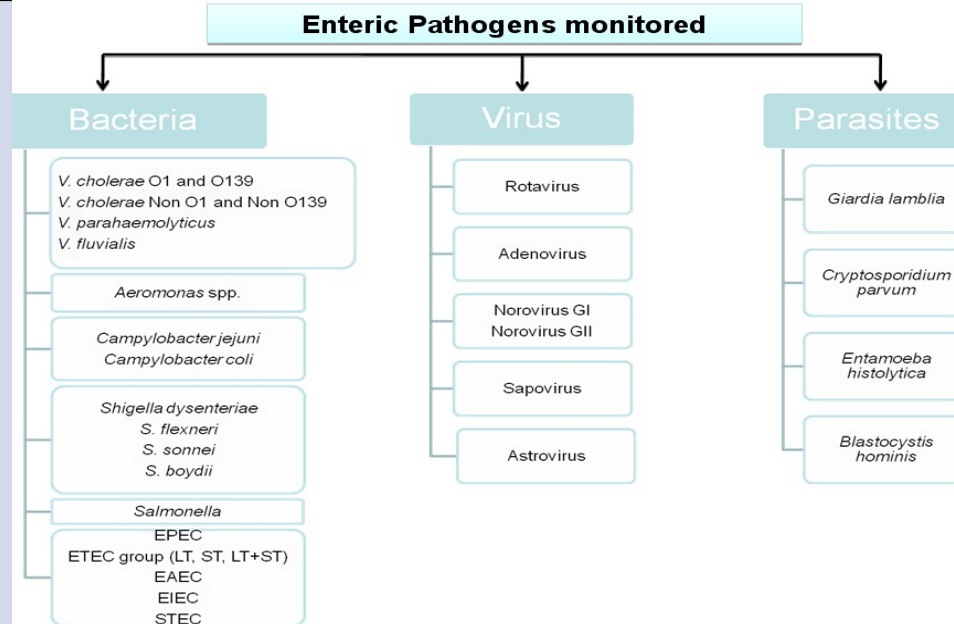 Enteric Pathogens monitored
Bacteria
V. cholerae O1 and O139
V. cholerae Non O1 and Non O139
V. parahaemolyticus
V. fluvialis
Aeromonas spp.
Campylobacter jejuni
Campylobacter coli
Shigella dysenteriae
S. flexneri
S. sonnei
S. boydii
Salmonella
EPEC
ETEC group (LT, ST, LT+ST)
EAEC
EIEC
STEC
Virus
Rotavirus
Adenovirus
Norovirus GI
Norovirus GII
Sapovirus
Astrovirus
Parasites
Giardia lamblia
Cryptosporidium
parvum
Entamoeba
histolytica
Blastocystis
hominis